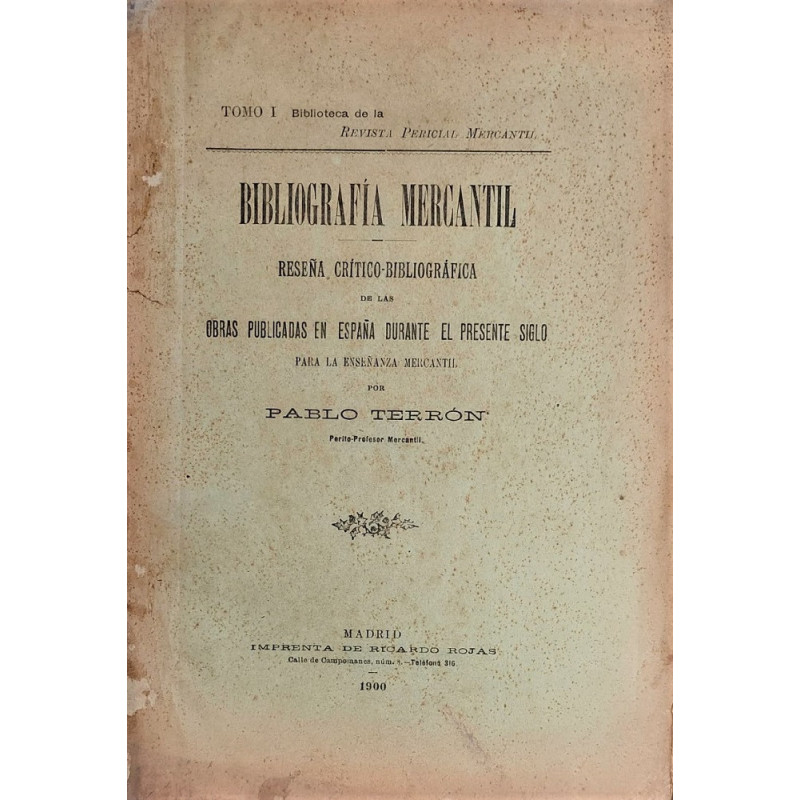 TOMO I Biblioteca de la
REVISTA PERICIAL MERCANTIL
BIBLIOGRAFÍA MERCANTIL
RESEÑA CRÍTICO-BIBLIOGRÁFICA
DE LAS
OBRAS PUBLICADAS EN ESPAÑA DURANTE EL PRESENTE SIGLO
PARA LA ENSEÑANZA MERCANTIL
POR
PABLO TERRÓN
Perito-Profesor Mercantil.
MADRID
IMPRENTA DE RICARDO ROJAS
Calle de Campomanes, núm. — Teléfono 316
1900